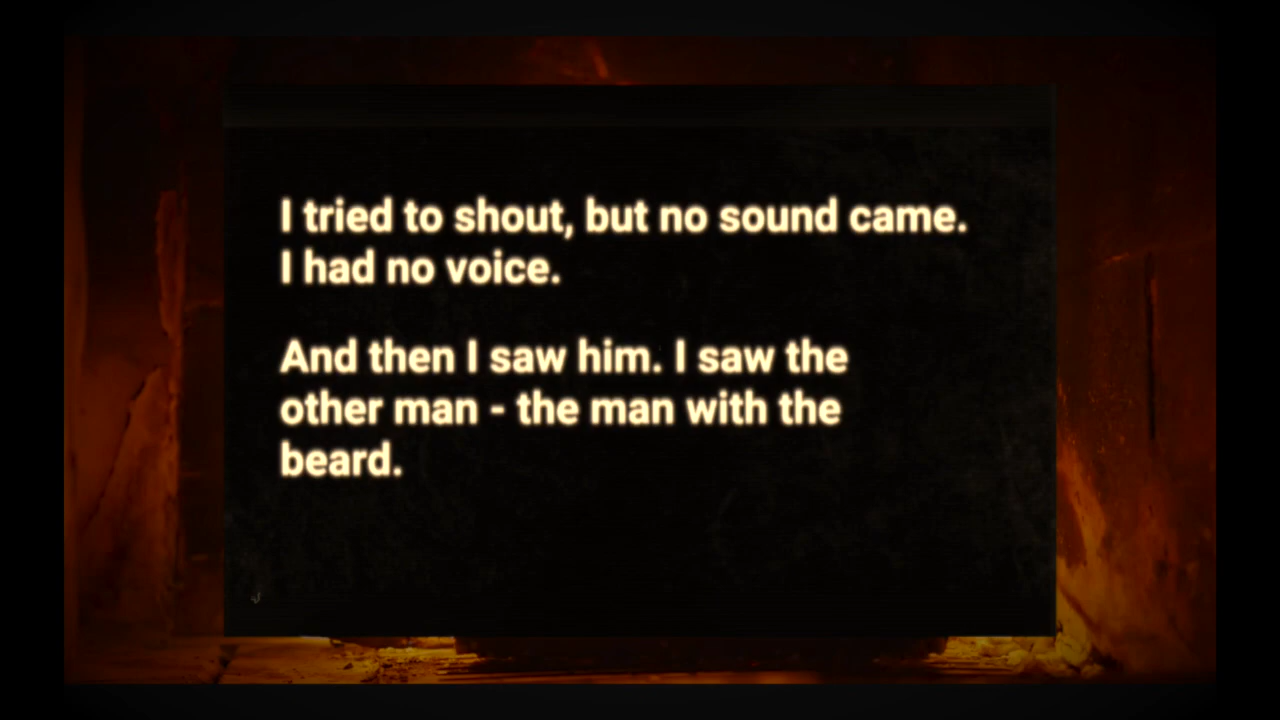 I tried to shout, but no sound came.
I had no voice.
And then I saw him. I saw the
other man - the man with the
beard.